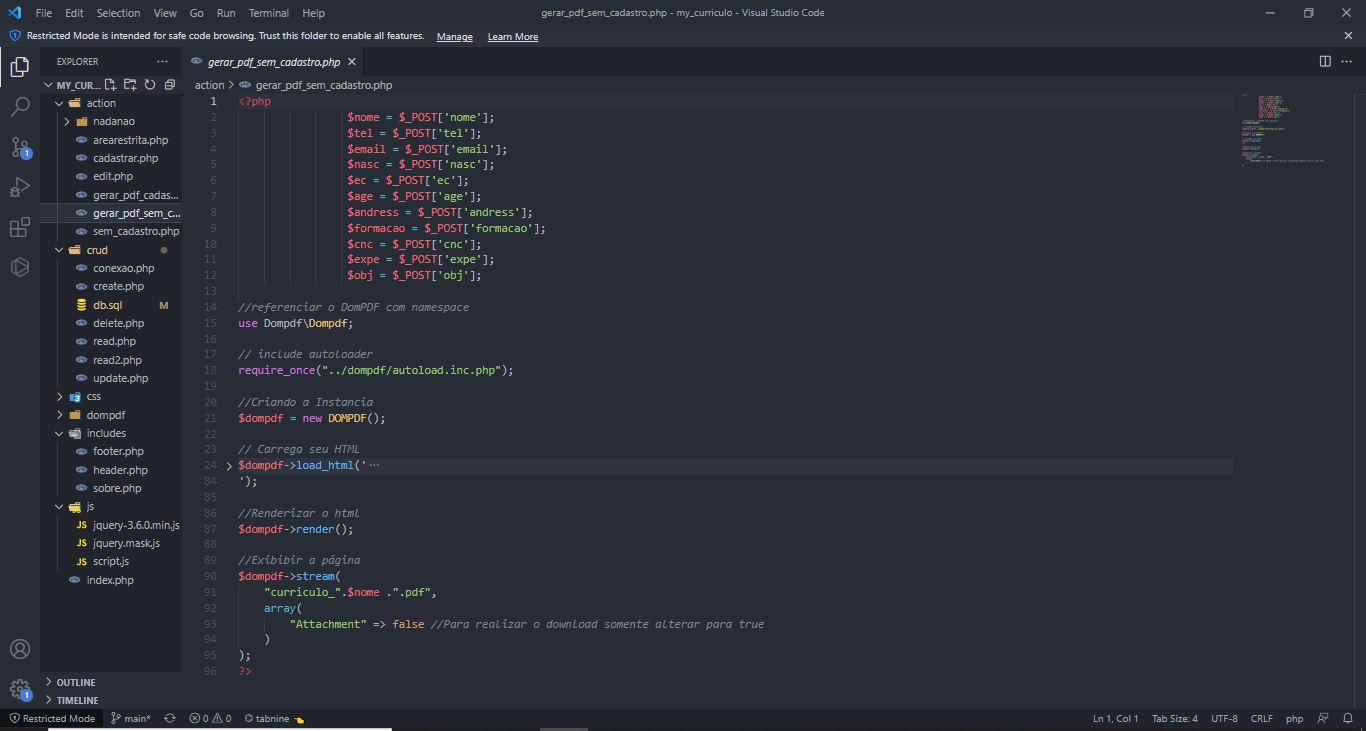 File Edit Selection View Go Run Terminal Help gerar_pdf_sem_cadastro.php - my_curriculo - Visual Studio Code
Restricted Mode is intended for safe code browsing. Trust this folder to enable all features. Manage Learn More
EXPLORER
MY_CUR...
action
nadanao
arearestrita.php
cadastrar.php
edit.php
gerar_pdf_cadas...
gerar_pdf_sem_c...
sem_cadastro.php
crud
conexao.php
create.php
db.sql M
delete.php
read.php
read2.php
update.php
css
dompdf
includes
footer.php
header.php
sobre.php
js
JS jquery-3.6.0.min.js
JS jquery.mask.js
JS script.js
index.php
OUTLINE
TIMELINE
1
1
gerar_pdf_sem_cadastro.php
action > gerar_pdf_sem_cadastro.php
1 <?php
2 $nome = $_POST['nome'];
3 $tel = $_POST['tel'];
4 $email = $_POST['email'];
5 $nasc = $_POST['nasc'];
6 $ec = $_POST['ec'];
7 $age = $_POST['age'];
8 $andress = $_POST['andress'];
9 $formacao = $_POST['formacao'];
10 $cnc = $_POST['cnc'];
11 $expe = $_POST['expe'];
12 $obj = $_POST['obj'];
13
14 //referenciar o DomPDF com namespace
15 use Dompdf\Dompdf;
16
17 // include autoloader
18 require_once("../dompdf/autoload.inc.php");
19
20 //Criando a Instancia
21 $dompdf = new DOMPDF();
22
23 // Carrega seu HTML
24 $dompdf->load_html('⋯
84 ');
85
86 //Renderizar o html
87 $dompdf->render();
88
89 //Exibibir a página
90 $dompdf->stream(
91 "curriculo_".$nome .".pdf",
92 array(
93 "Attachment" => false //Para realizar o download somente alterar para true
94 )
95 );
96 ?>
Restricted Mode main* 0 0 tabnine Ln 1, Col 1 Tab Size: 4 UTF-8 CRLF php